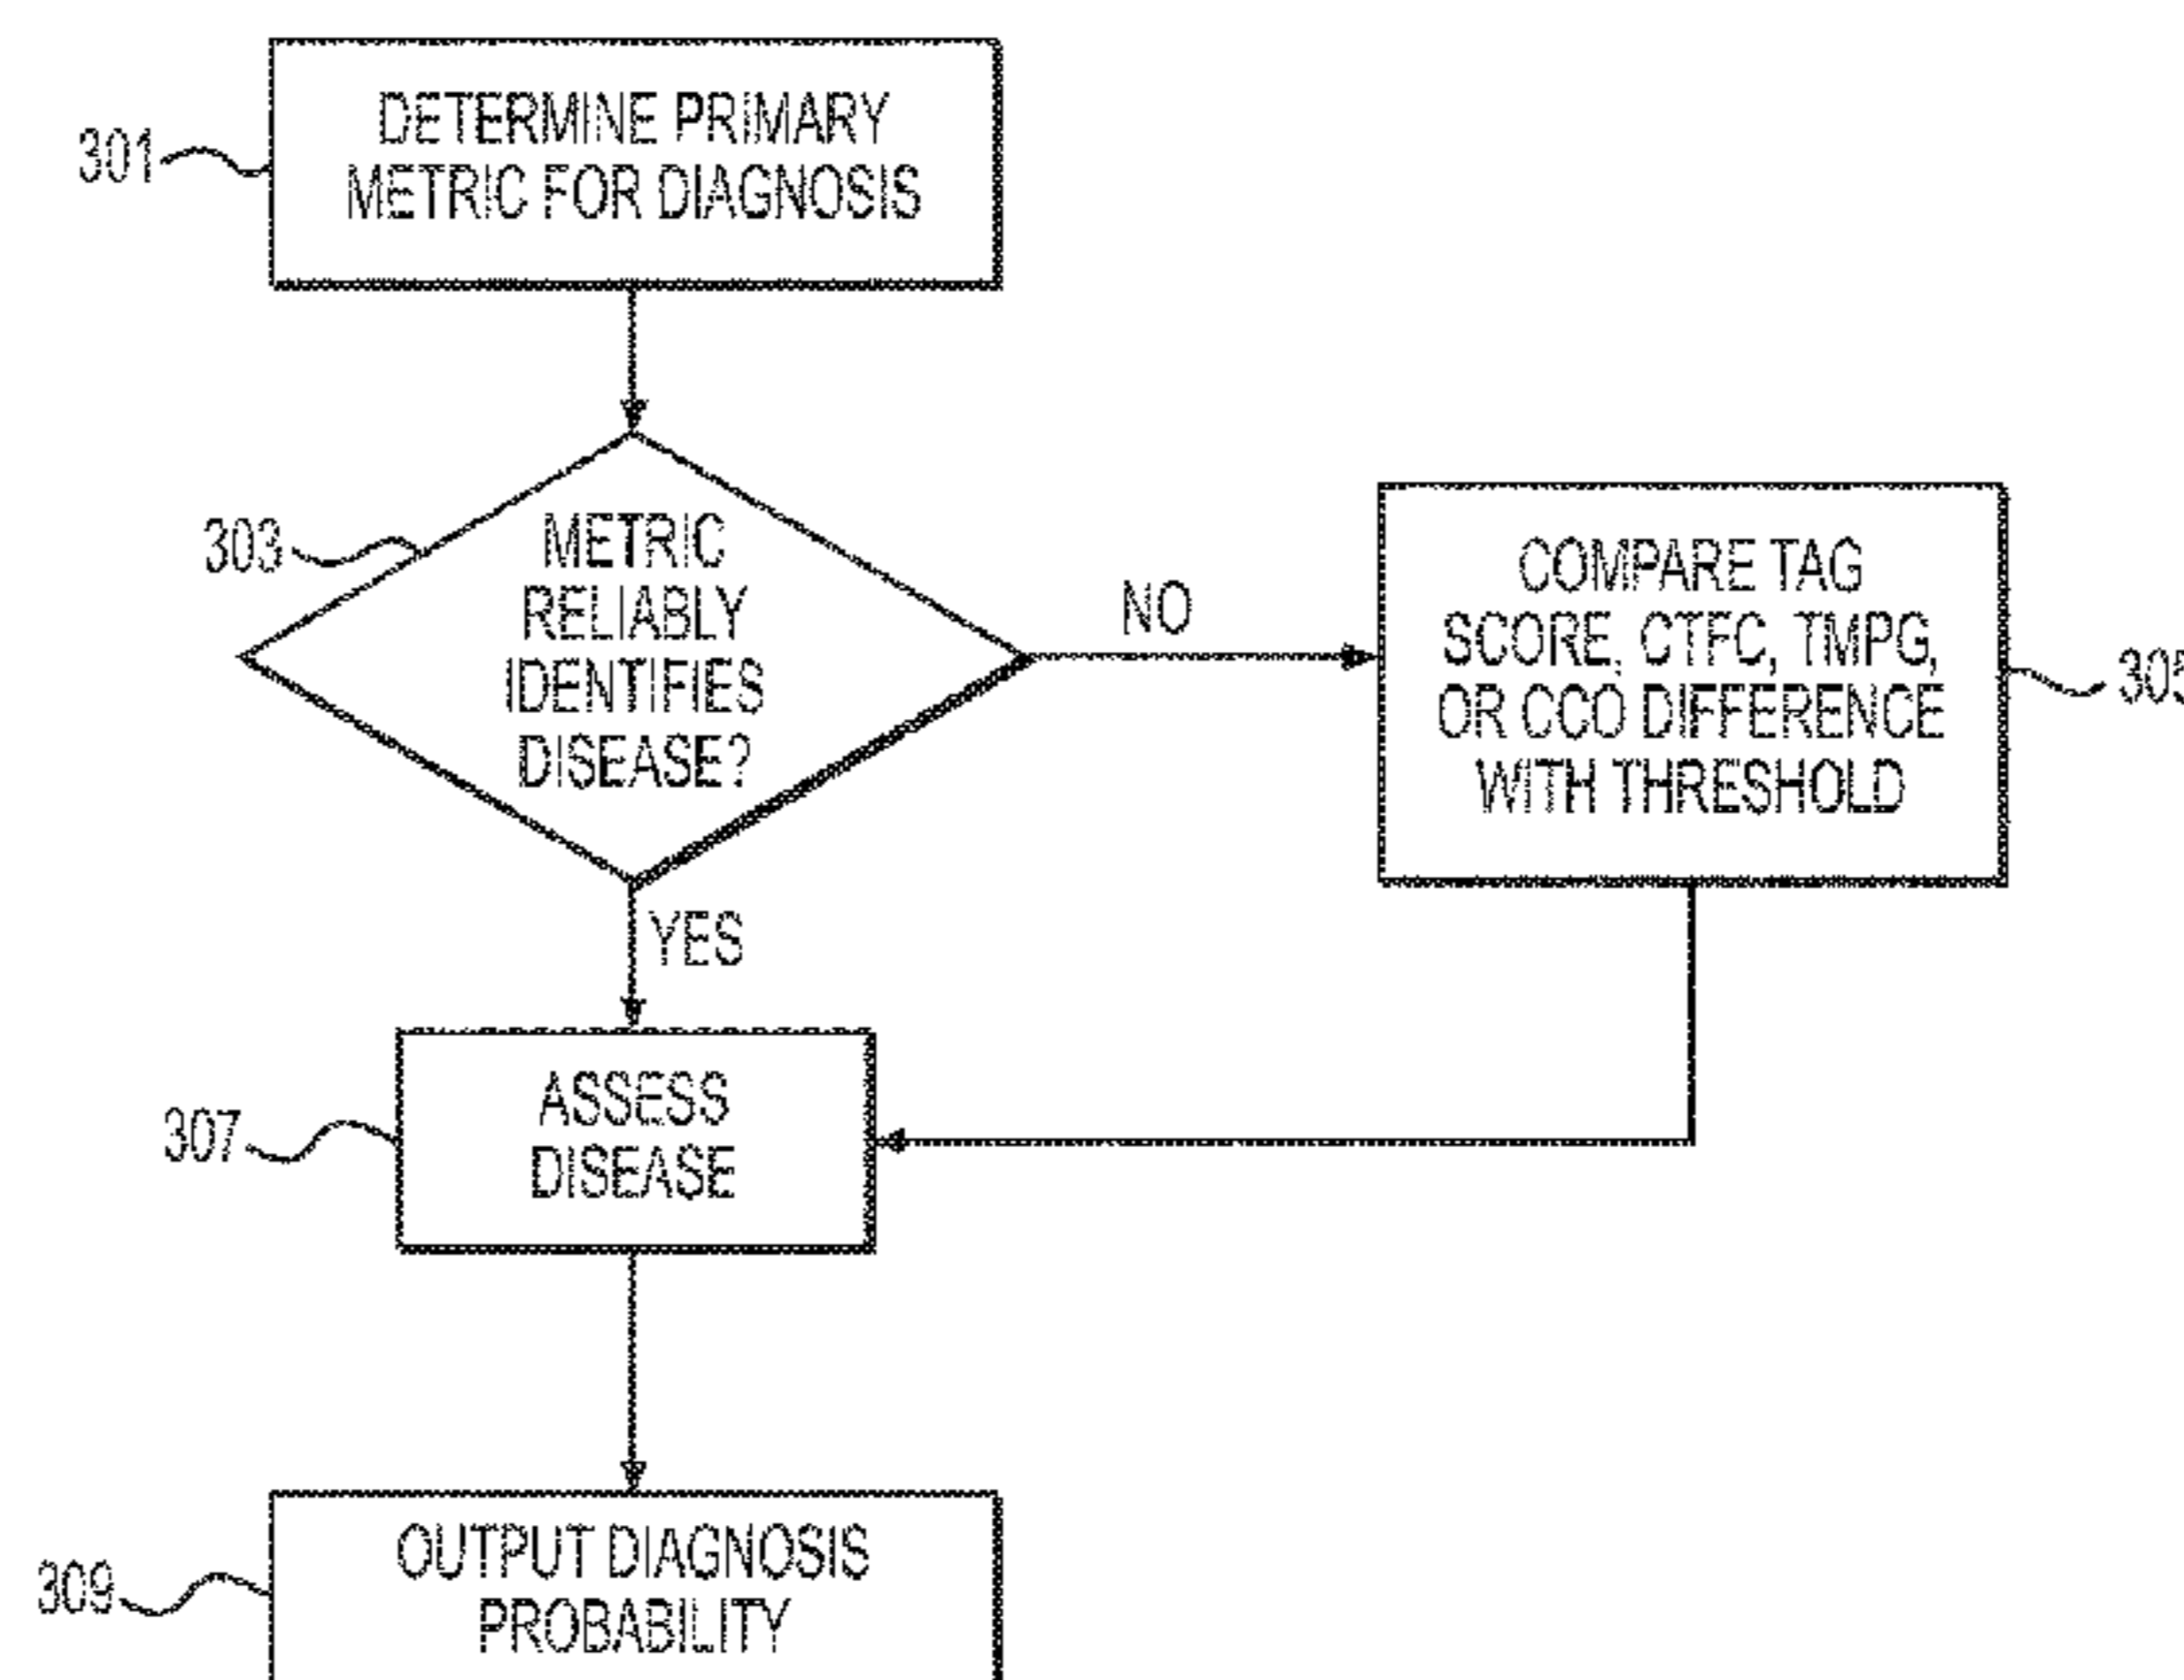 DETERMINE PRIMARY
METRIC FOR DIAGNOSIS
301
303
METRIC
RELIABLY
IDENTIFIES
DISEASE?
NO
COMPARE TAG
SCORE, CTFC, TMPG,
OR CCO DIFFERENCE
WITH THRESHOLD
305
YES
ASSESS
DISEASE
307
OUTPUT DIAGNOSIS
PROBABILITY
309